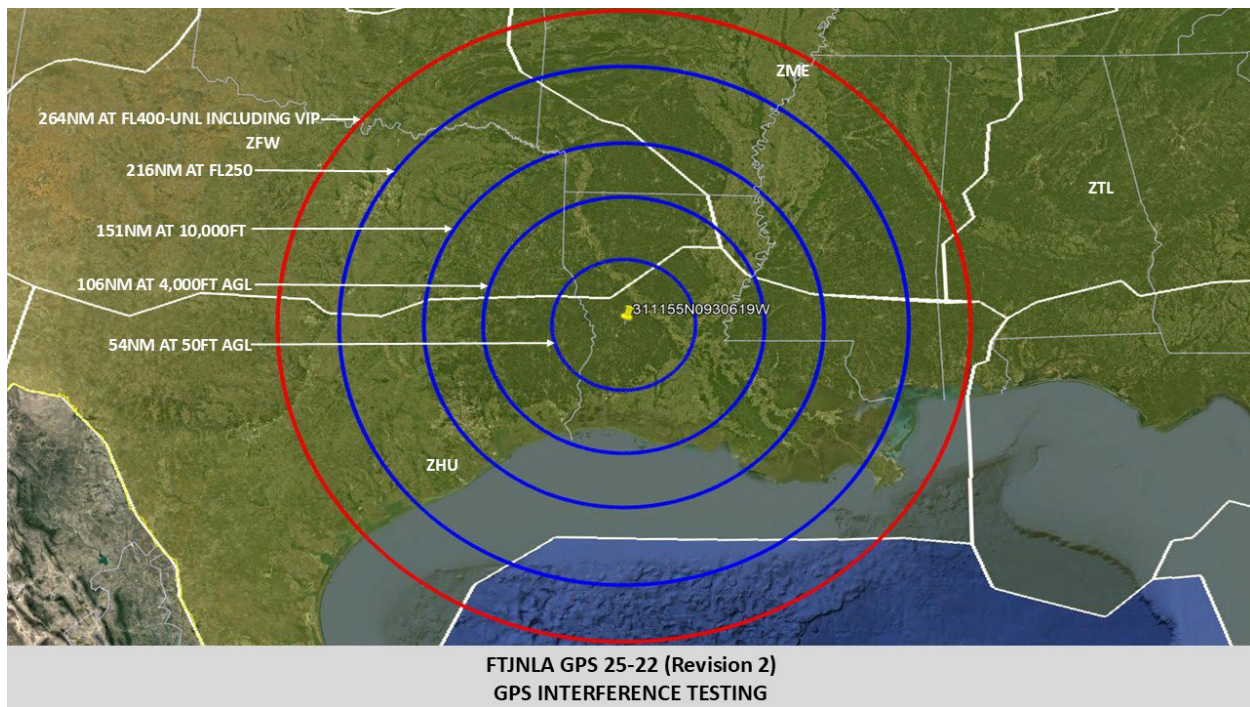 ZME
264NM AT FL400-UNL INCLUDING VIP
ZFW
216NM AT FL250
ZTL
151NM AT 10,000FT
106NM AT 4,000FT AGL
311155N0930619W
54NM AT 50FT AGL
ZHU
FTJNLA GPS 25-22 (Revision 2)
GPS INTERFERENCE TESTING